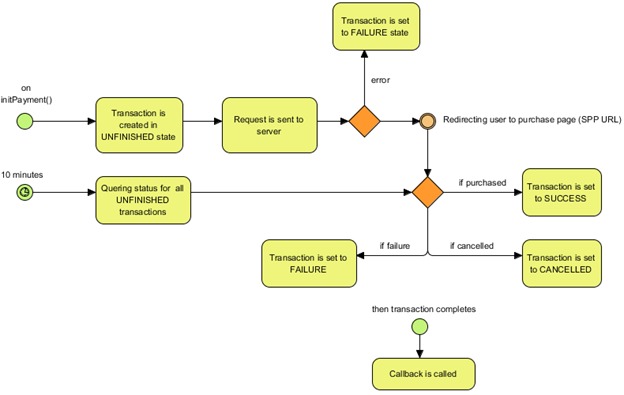 Transaction is set
to FAILURE state
error
on
initPayment()
Transaction is
created in
UNFINISHED state
Request is sent to
server
Redirecting user to purchase page (SPP URL)
10 minutes
Quering status for all
UNFINISHED
transactions
if purchased
Transaction is set
to SUCCESS
Transaction is set to
FAILURE
if failure
if cancelled
Transaction is set
to CANCELLED
then transaction completes
Callback is called